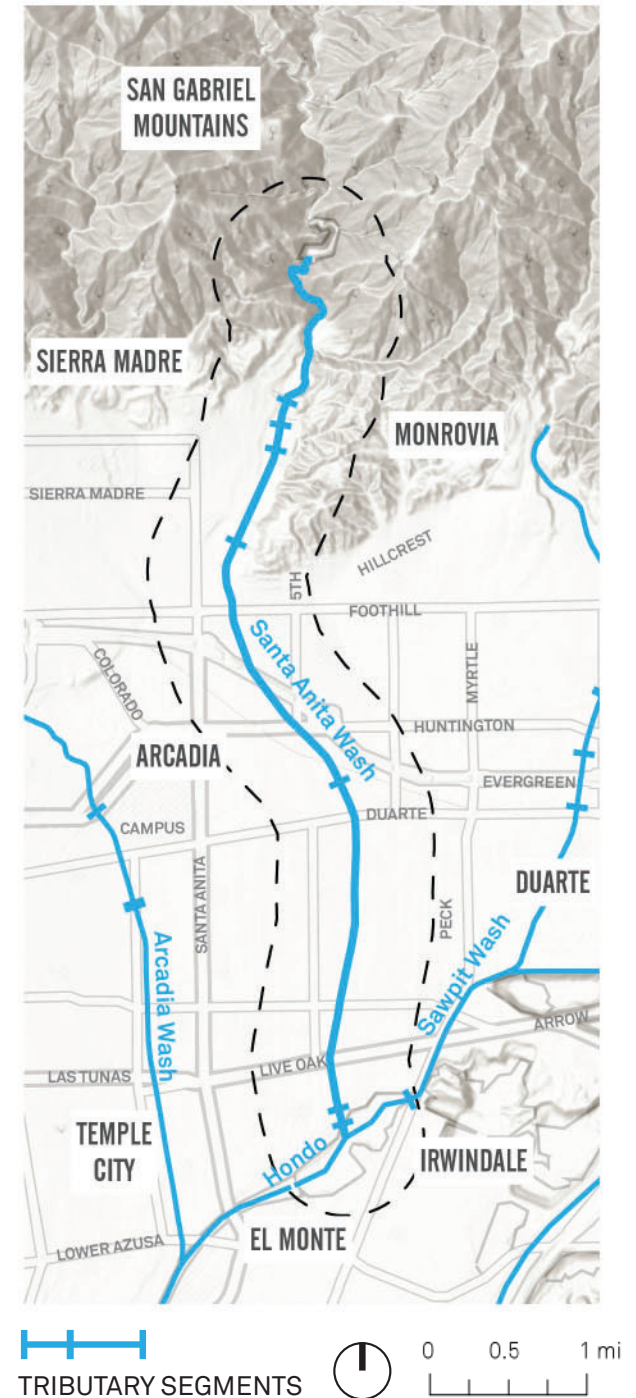 SAN GABRIEL
MOUNTAINS
SIERRA MADRE
MONROVIA
SIERRA MADRE
HILLCREST
5TH
FOOTHILL
Santa Anita Wash
MYRTLE
COLORADO
HUNTINGTON
ARCADIA
EVERGREEN
DUARTE
CAMPUS
SANTA ANITA
DUARTE
PECK
Arcadia Wash
Sawpit Wash
ARROW
LIVE OAK
LAS TUNAS
TEMPLE
CITY
Hondo
IRWINDALE
EL MONTE
LOWER AZUSA
TRIBUTARY SEGMENTS
0 0.5 1 mi